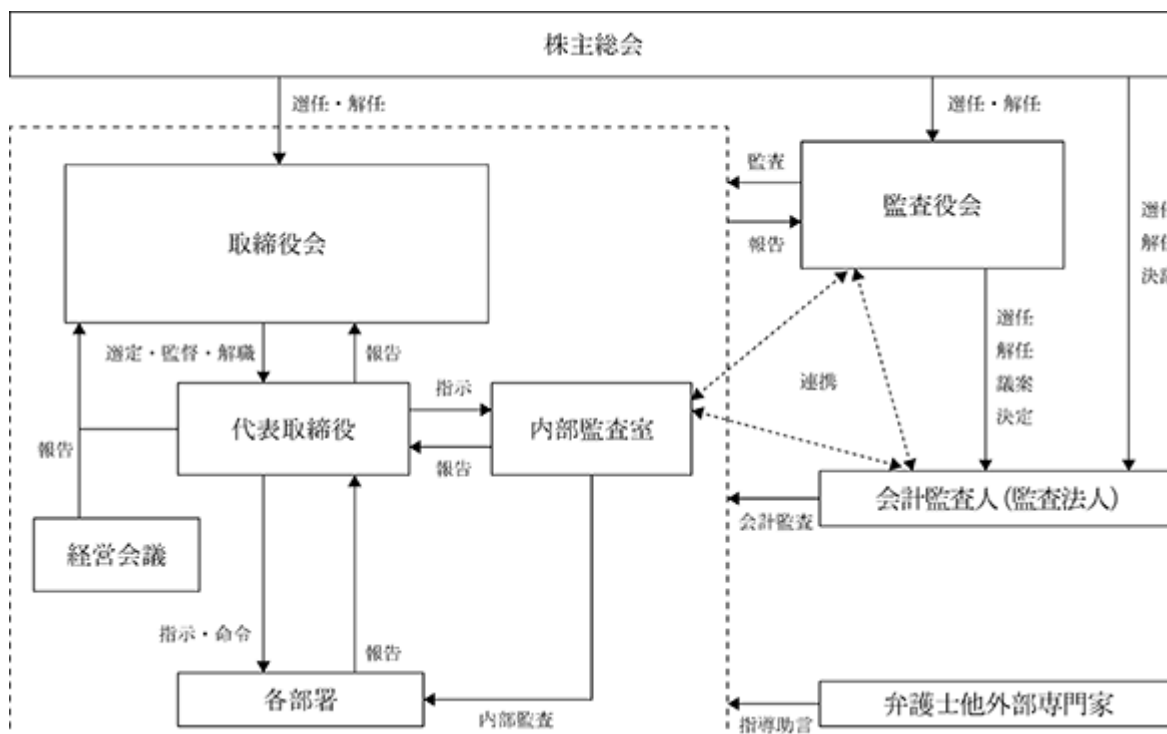 株主総会
選任・解任
選任・解任
監査
監査役会
取締役会
報告
選任
解任
選任
選定・監督・解職
報告
解任
連携
議案
指示
代表取締役
内部監査室
決定
報告
報告
会計監査人(監査法人)
会計監査
経営会議
指示・命令
報告
各部署
内部監査
弁護士他外部専門家
指導助言